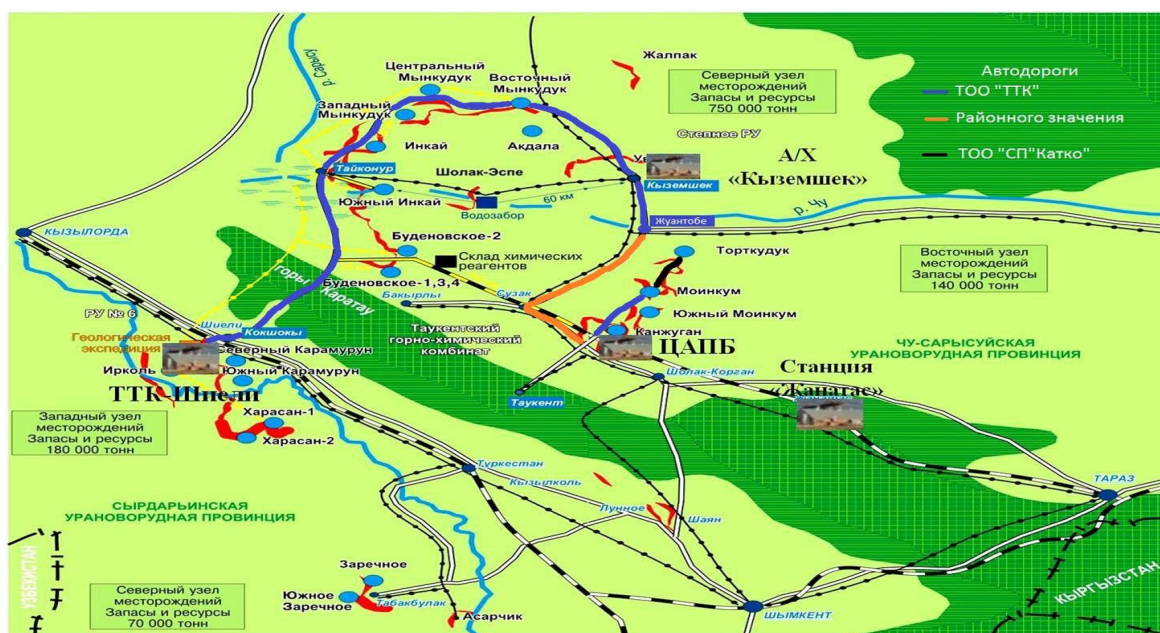 р. Сарысу
Жалпак
Центральный
Мынкудук
Восточный
Мынкудук
Западный
Мынкудук
Северный узел
месторождений
Запасы и ресурсы
750 000 тонн
Автодороги
ТОО "ТТК"
Районного значения
ТОО "СП"Катко"
Степное РУ
Инкай
Акдала
А/Х
«Кыземшек»
Тайконур
Шолак-Эспе
Кыземшек
Южный Инкай
Водозабор
60 км
р. Чу
Жуантобе
КЫЗЫЛОРДА
Буденовское-2
Торткудук
Склад химических
реагентов
Восточный узел
месторождений
Запасы и ресурсы
140 000 тонн
горы Каратау
Буденовское-1,3,4
Бакырлы
Сузак
Моинкум
Южный Моинкум
РУ № 6
Шиели
Кокшокы
Таукентский
горно-химический
комбинат
Канжуган
ЦАПБ
Геологическая
экспедиция
Северный Карамурун
ЧУ-САРЫСУЙСКАЯ
УРАНОВОРУДНАЯ ПРОВИНЦИЯ
Ирколь
Южный Карамурун
Шолак-Корган
Станция
«Жанатас»
ТТК-Шиели
Таукент
Западный узел
месторождений
Запасы и ресурсы
180 000 тонн
Харасан-1
Харасан-2
Туркестан
Кызылколь
ТАРАЗ
СЫРДАРЬИНСКАЯ
УРАНОВОРУДНАЯ ПРОВИНЦИЯ
Лунное
Шаян
УЗБЕКИСТАН
КЫРГЫЗСТАН
Заречное
Северный узел
месторождений
Запасы и ресурсы
70 000 тонн
Южное
Заречное
Табакбулак
Асарчик
ШЫМКЕНТ